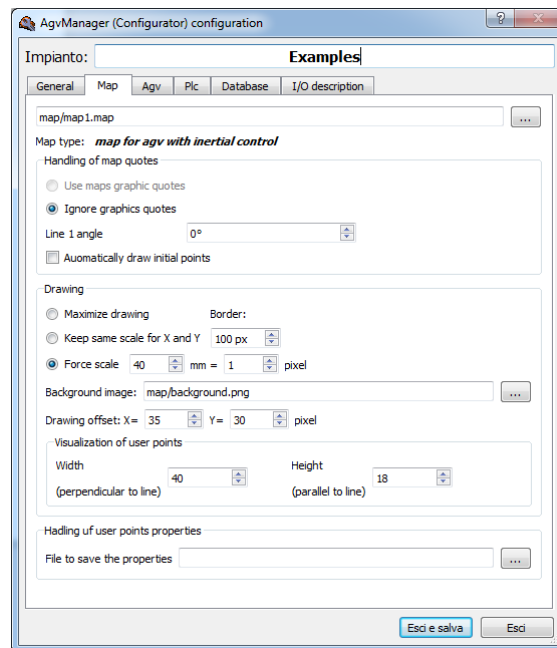 AgvManager (Configurator) configuration
Impianto: Examples
General Map Agv Plc Database I/O description
map/map1.map ...
Map type: map for agv with inertial control
Handling of map quotes
Use maps graphic quotes
Ignore graphics quotes
Line 1 angle 0°
Auomatically draw initial points
Drawing
Maximize drawing Border:
Keep same scale for X and Y 100 px
Force scale 40 mm = 1 pixel
Background image: map/background.png ...
Drawing offset: X= 35 Y= 30 pixel
Visualization of user points
Width Height
40 18
(perpendicular to line) (parallel to line)
Hadling uf user points properties
File to save the properties ...
Esci e salva Esci